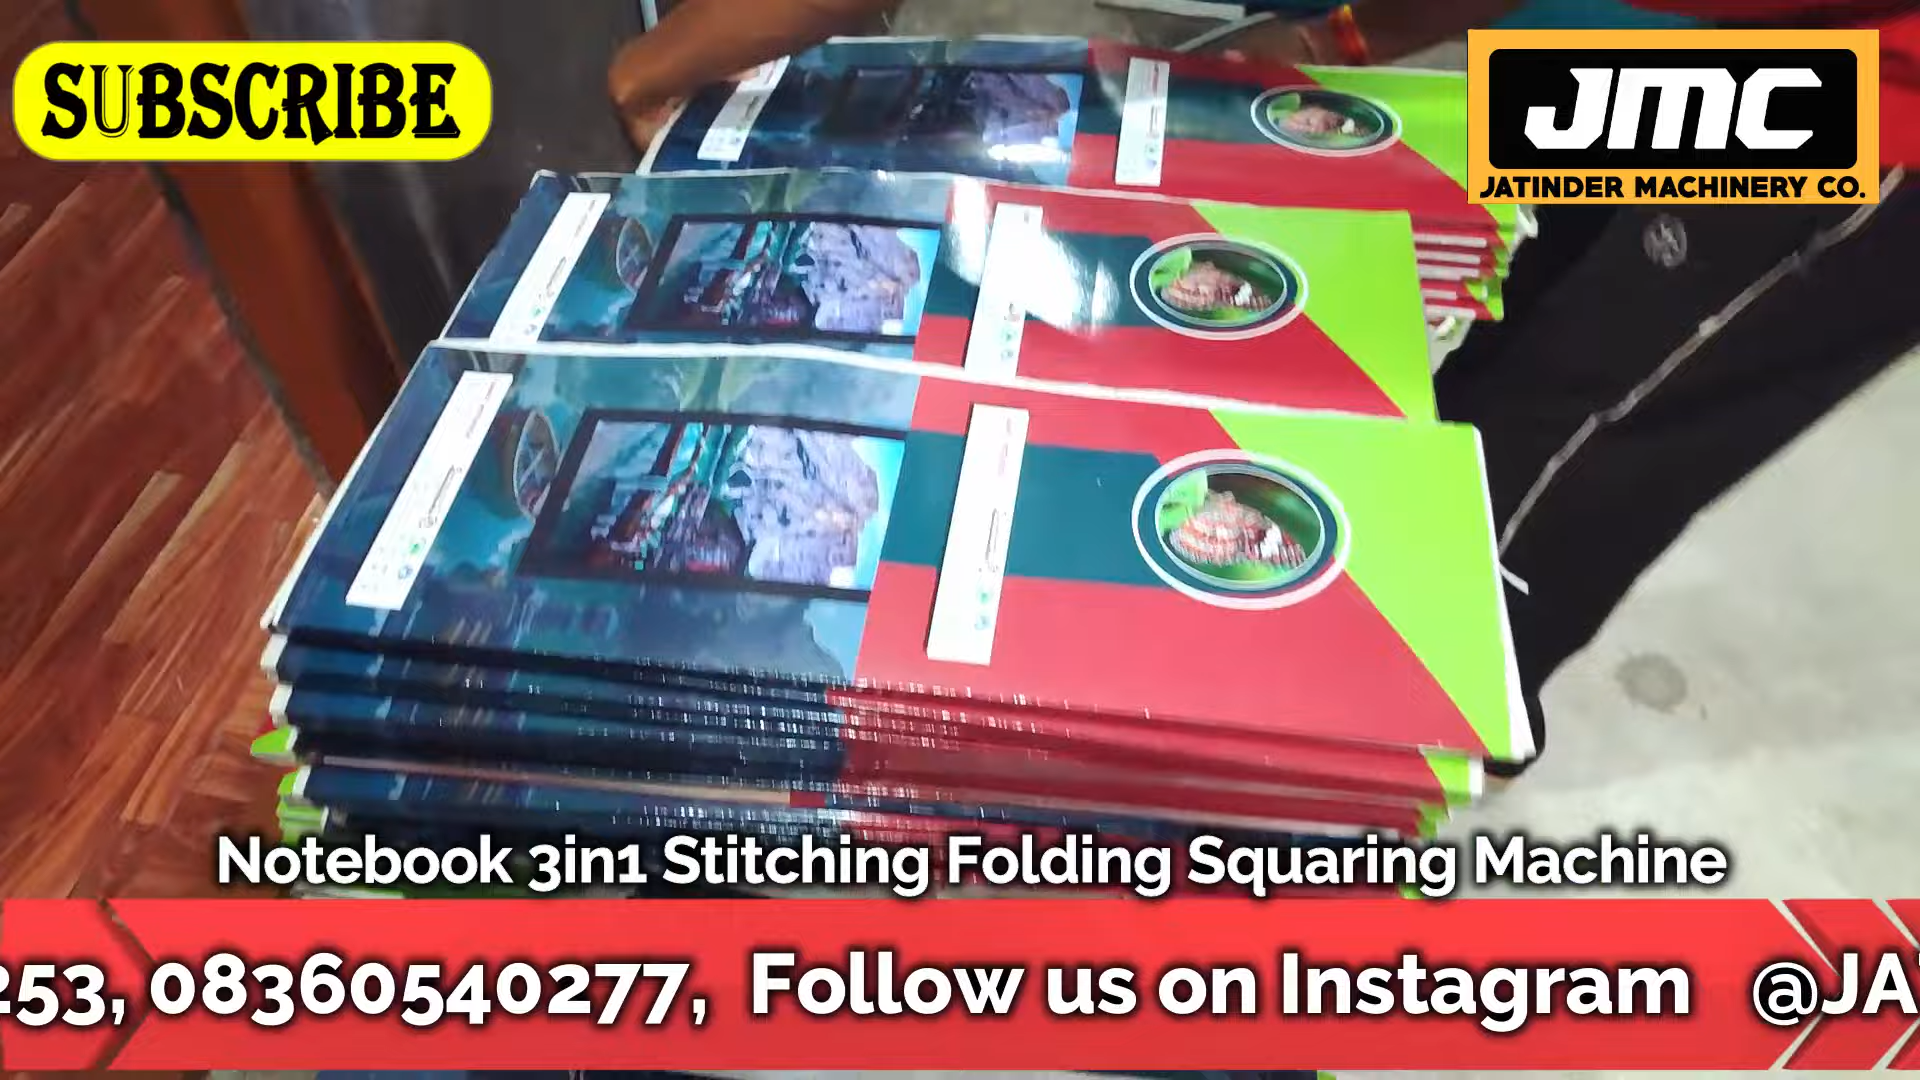 SUBSCRIBE
JMC
JATINDER MACHINERY CO.
Notebook 3in1 Stitching Folding Squaring Machine
253, 08360540277, Follow us on Instagram @JA